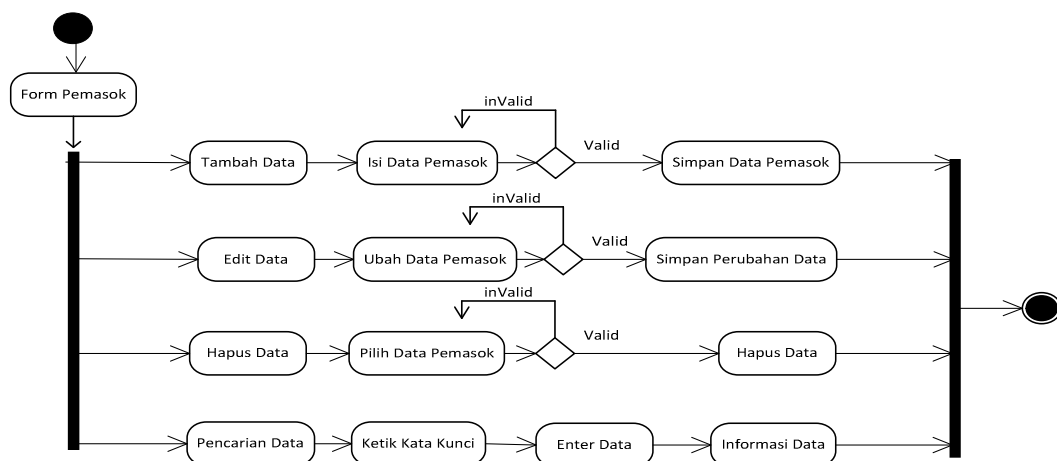 Form Pemasok
inValid
Tambah Data
Isi Data Pemasok
Valid
Simpan Data Pemasok
inValid
Edit Data
Ubah Data Pemasok
Valid
Simpan Perubahan Data
inValid
Hapus Data
Pilih Data Pemasok
Valid
Hapus Data
Pencarian Data
Ketik Kata Kunci
Enter Data
Informasi Data